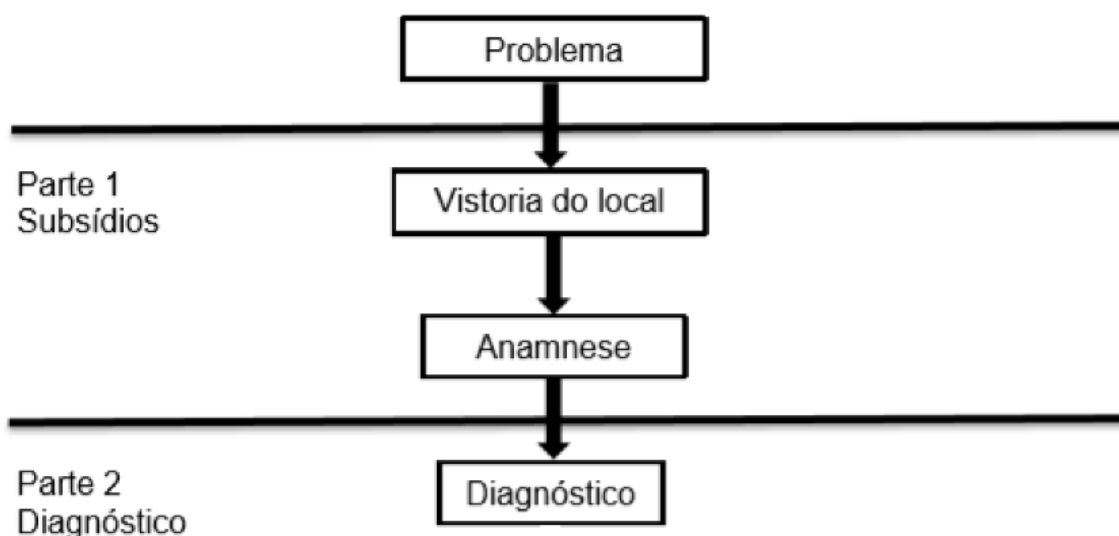 Problema
Parte 1
Subsídios
Vistoria do local
Anamnese
Parte 2
Diagnóstico
Diagnóstico